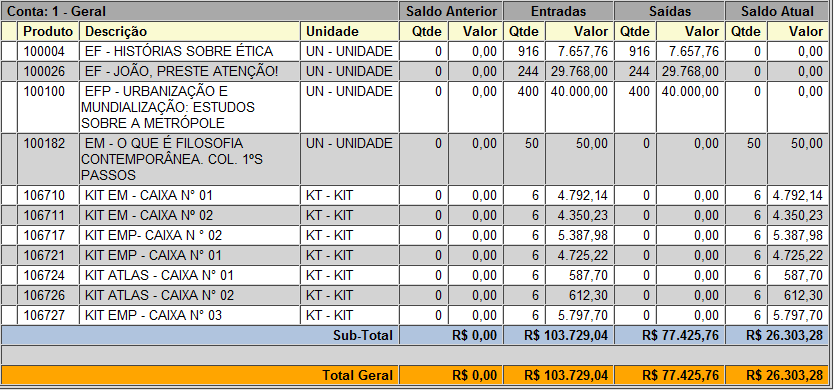 Conta: 1 - Geral Saldo Anterior Entradas Saídas Saldo Atual
Produto Descrição Unidade Qtde Valor Qtde Valor Qtde Valor Qtde Valor
100004 EF - HISTÓRIAS SOBRE ÉTICA UN - UNIDADE 0 0,00 916 7.657,76 916 7.657,76 0 0,00
100026 EF - JOÃO, PRESTE ATENÇÃO! UN - UNIDADE 0 0,00 244 29.768,00 244 29.768,00 0 0,00
100100 EFP - URBANIZAÇÃO E UN - UNIDADE 0 0,00 400 40.000,00 400 40.000,00 0 0,00
MUNDIALIZAÇÃO: ESTUDOS
SOBRE A METRÓPOLE
100182 EM - O QUE É FILOSOFIA UN - UNIDADE 0 0,00 50 50,00 0 0,00 50 50,00
CONTEMPORÂNEA. COL. 1ºS
PASSOS
106710 KIT EM - CAIXA N° 01 KT - KIT 0 0,00 6 4.792,14 0 0,00 6 4.792,14
106711 KIT EM - CAIXA Nº 02 KT - KIT 0 0,00 6 4.350,23 0 0,00 6 4.350,23
106717 KIT EMP- CAIXA N ° 02 KT - KIT 0 0,00 6 5.387,98 0 0,00 6 5.387,98
106721 KIT EMP - CAIXA N° 01 KT - KIT 0 0,00 6 4.725,22 0 0,00 6 4.725,22
106724 KIT ATLAS - CAIXA N° 01 KT - KIT 0 0,00 6 587,70 0 0,00 6 587,70
106726 KIT ATLAS - CAIXA N° 02 KT - KIT 0 0,00 6 612,30 0 0,00 6 612,30
106727 KIT EMP - CAIXA N° 03 KT - KIT 0 0,00 6 5.797,70 0 0,00 6 5.797,70
Sub-Total R$ 0,00 R$ 103.729,04 R$ 77.425,76 R$ 26.303,28
Total Geral R$ 0,00 R$ 103.729,04 R$ 77.425,76 R$ 26.303,28